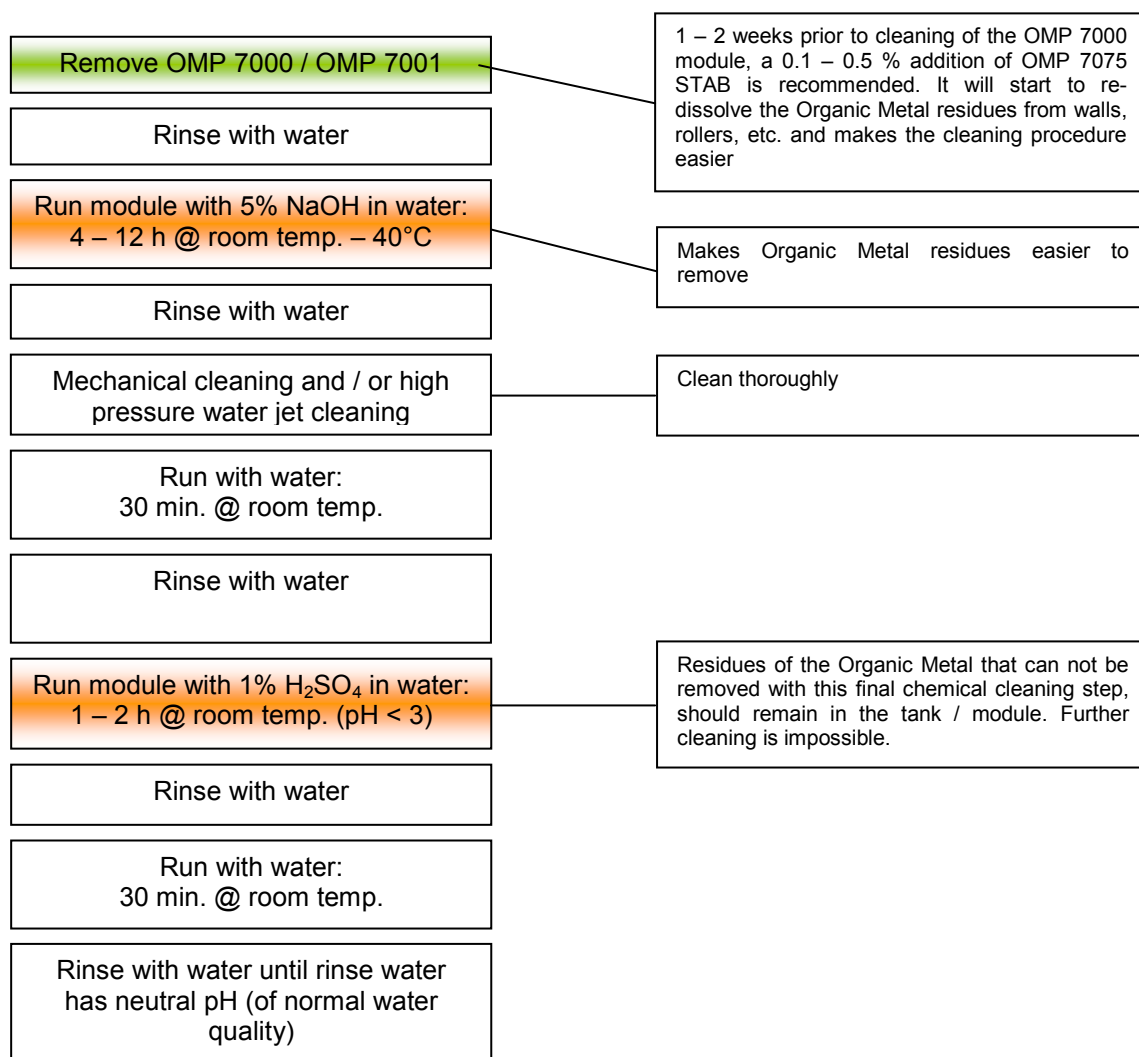 Remove OMP 7000 / OMP 7001
1 – 2 weeks prior to cleaning of the OMP 7000
module, a 0.1 – 0.5 % addition of OMP 7075
STAB is recommended. It will start to re-
dissolve the Organic Metal residues from walls,
rollers, etc. and makes the cleaning procedure
easier
Rinse with water
Run module with 5% NaOH in water:
4 – 12 h @ room temp. – 40°C
Makes Organic Metal residues easier to
remove
Rinse with water
Mechanical cleaning and / or high
pressure water jet cleaning
Clean thoroughly
Run with water:
30 min. @ room temp.
Rinse with water
Run module with 1% H₂SO₄ in water:
1 – 2 h @ room temp. (pH < 3)
Residues of the Organic Metal that can not be
removed with this final chemical cleaning step,
should remain in the tank / module. Further
cleaning is impossible.
Rinse with water
Run with water:
30 min. @ room temp.
Rinse with water until rinse water
has neutral pH (of normal water
quality)